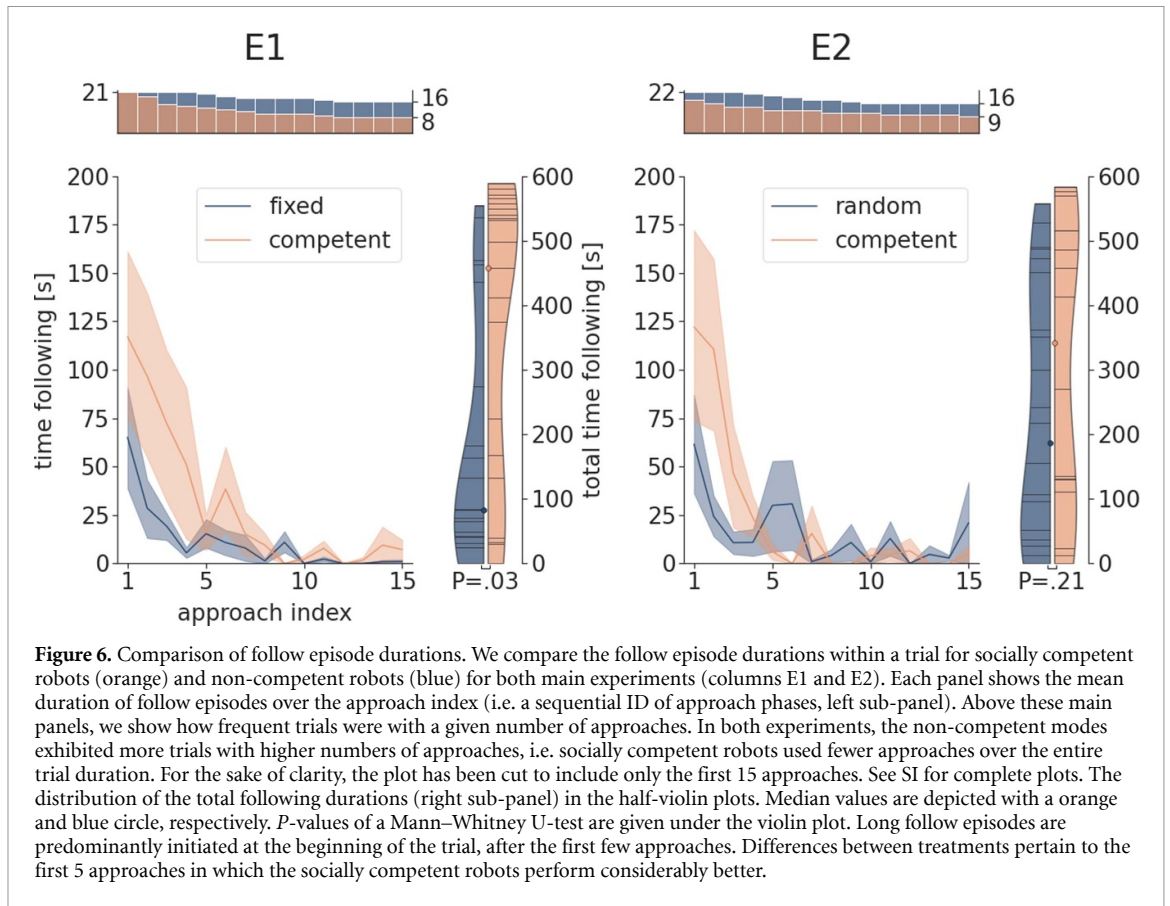 E1
E2
21
16
8
22
16
9
200
175
150
125
100
75
50
25
0
time following [s]
fixed
competent
1
5
10
15
approach index
600
500
400
300
200
100
0
total time following [s]
P=.03
200
175
150
125
100
75
50
25
0
random
competent
1
5
10
15
600
500
400
300
200
100
0
P=.21
Figure 6. Comparison of follow episode durations. We compare the follow episode durations within a trial for socially competent
robots (orange) and non-competent robots (blue) for both main experiments (columns E1 and E2). Each panel shows the mean
duration of follow episodes over the approach index (i.e. a sequential ID of approach phases, left sub-panel). Above these main
panels, we show how frequent trials were with a given number of approaches. In both experiments, the non-competent modes
exhibited more trials with higher numbers of approaches, i.e. socially competent robots used fewer approaches over the entire
trial duration. For the sake of clarity, the plot has been cut to include only the first 15 approaches. See SI for complete plots. The
distribution of the total following durations (right sub-panel) in the half-violin plots. Median values are depicted with a orange
and blue circle, respectively. P-values of a Mann–Whitney U-test are given under the violin plot. Long follow episodes are
predominantly initiated at the beginning of the trial, after the first few approaches. Differences between treatments pertain to the
first 5 approaches in which the socially competent robots perform considerably better.